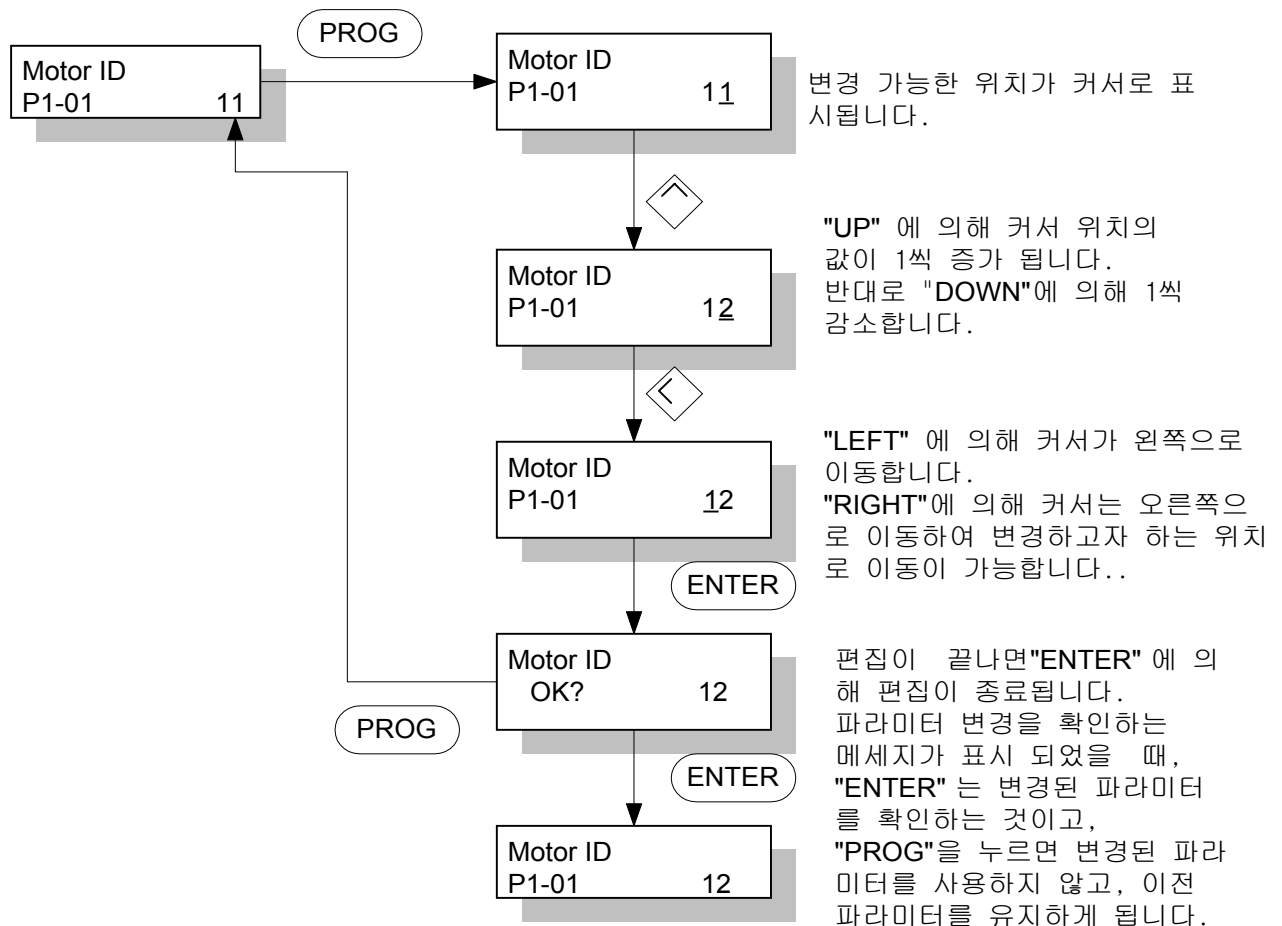 PROG
Motor ID
P1-01 11
Motor ID
P1-01 11
변경 가능한 위치가 커서로 표
시됩니다.
"UP" 에 의해 커서 위치의
값이 1씩 증가 됩니다.
반대로 "DOWN"에 의해 1씩
감소합니다.
Motor ID
P1-01 12
"LEFT" 에 의해 커서가 왼쪽으로
이동합니다.
"RIGHT"에 의해 커서는 오른쪽으
로 이동하여 변경하고자 하는 위치
로 이동이 가능합니다..
Motor ID
P1-01 12
ENTER
Motor ID
OK? 12
PROG
편집이 끝나면"ENTER" 에 의
해 편집이 종료됩니다.
파라미터 변경을 확인하는
메세지가 표시 되었을 때,
"ENTER" 는 변경된 파라미터
를 확인하는 것이고,
"PROG"을 누르면 변경된 파라
미터를 사용하지 않고, 이전
파라미터를 유지하게 됩니다.
ENTER
Motor ID
P1-01 12